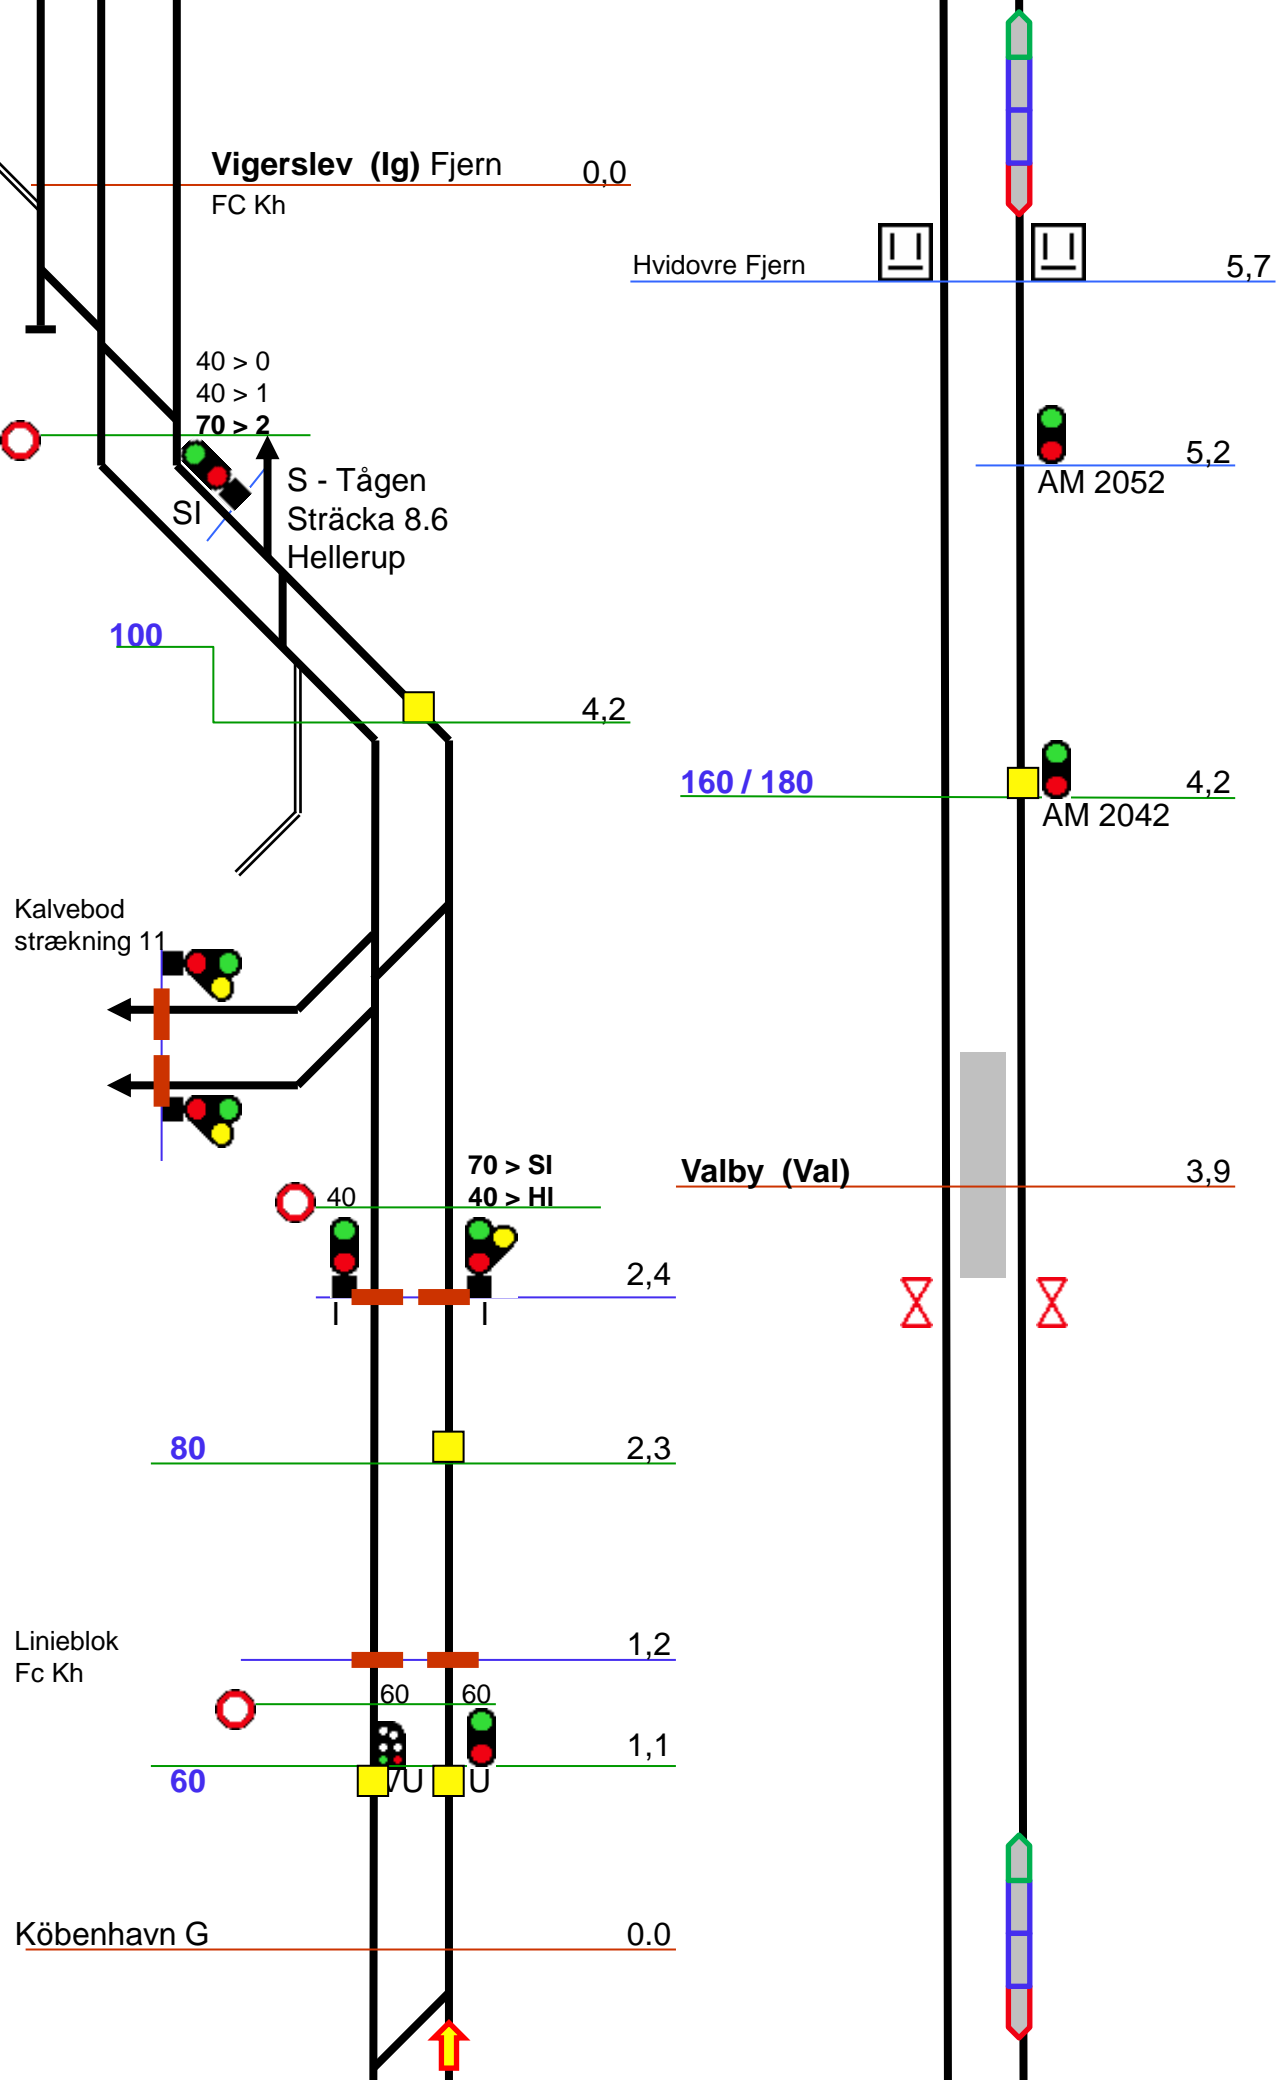 Vigerslev (Ig) Fjern 0,0
FC Kh
40 > 0
40 > 1
70 > 2
SI
S - Tågen
Sträcka 8.6
Hellerup
100
4,2
Kalvebod
strækning 11
70 > SI
40
40 > HI
2,4
I I
80 2,3
Linieblok
Fc Kh
1,2
60 60
1,1
60 VU U
Köbenhavn G 0.0
Hvidovre Fjern 5,7
5,2
AM 2052
160 / 180 4,2
AM 2042
Valby (Val) 3,9